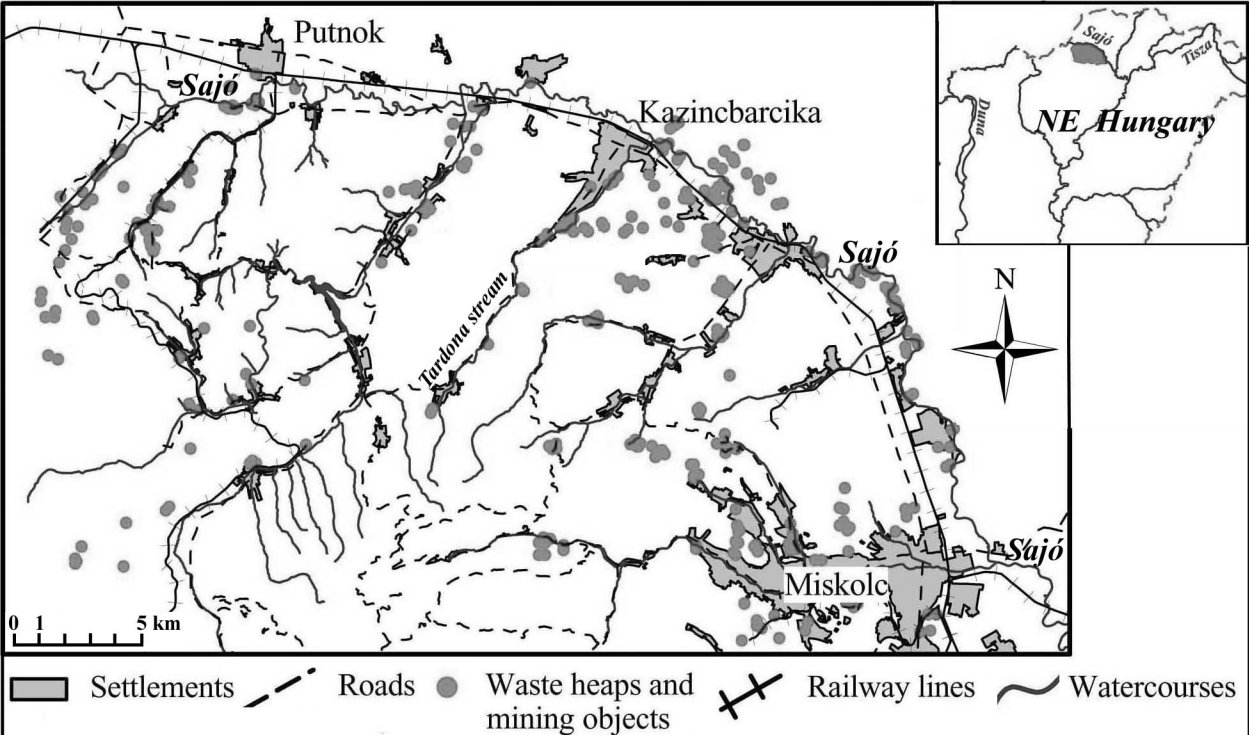 Putnok
Sajó
Kazincbarcika
Sajó
Tisza
Duna
NE Hungary
Sajó
Tardona stream
N
Sajó
Miskolc
0 1 5 km
Settlements
Roads
Waste heaps and
mining objects
Railway lines
Watercourses